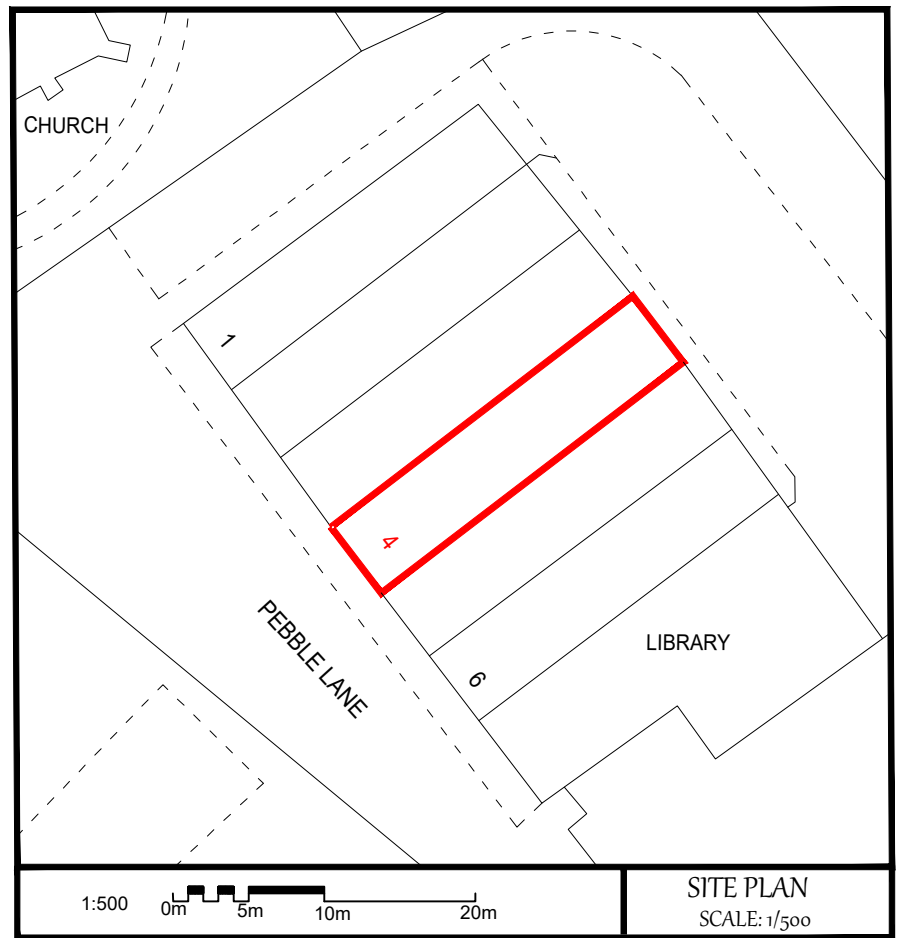 CHURCH
1
4
PEBBLE LANE
6
LIBRARY
1:500
0m 5m 10m 20m
SITE PLAN
SCALE: 1/500